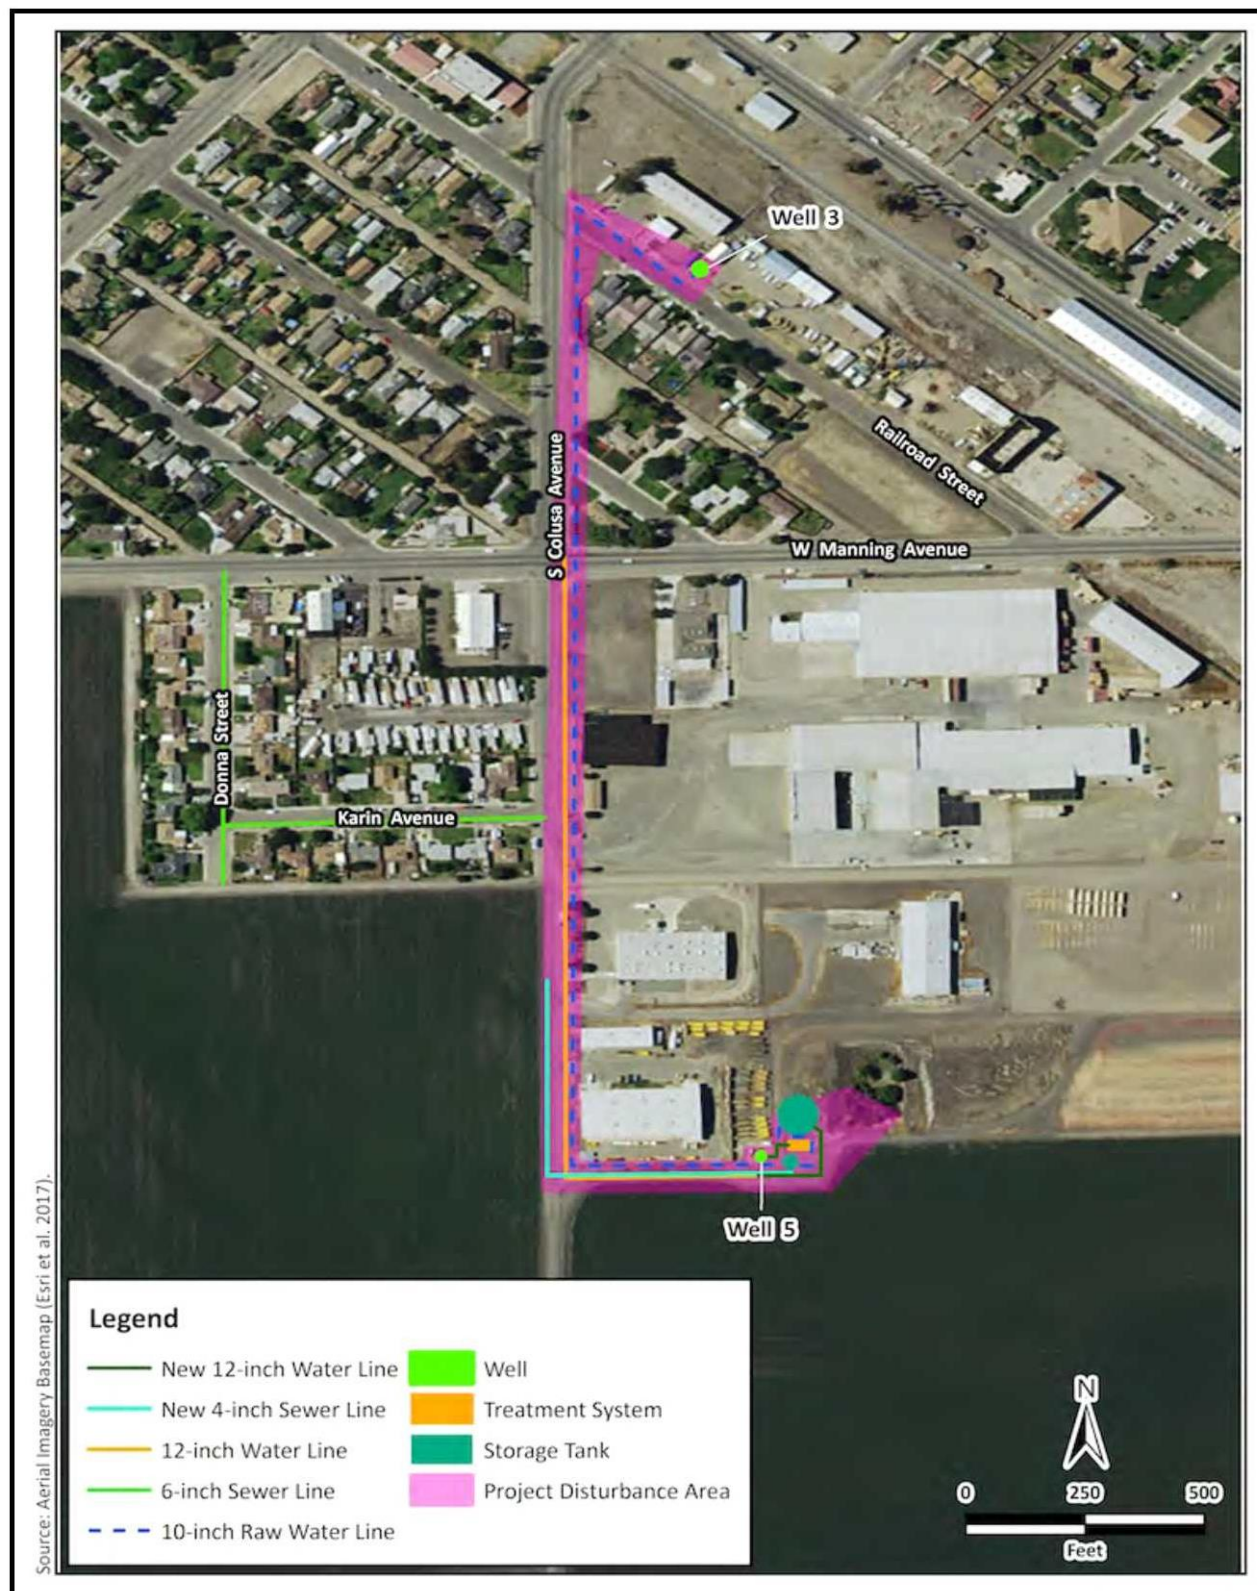 Well 3
Railroad Street
S Colusa Avenue
W Manning Avenue
Donna Street
Karin Avenue
Well 5
Source: Aerial Imagery Basemap (Esri et al. 2017).
Legend
New 12-inch Water Line
New 4-inch Sewer Line
12-inch Water Line
6-inch Sewer Line
10-inch Raw Water Line
Well
Treatment System
Storage Tank
Project Disturbance Area
N
0 250 500
Feet